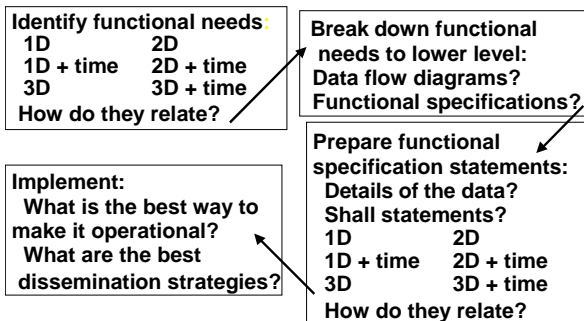 Identify functional needs:
1D 2D
1D + time 2D + time
3D 3D + time
How do they relate?
Break down functional
needs to lower level:
Data flow diagrams?
Functional specifications?
Prepare functional
specification statements:
Details of the data?
Shall statements?
1D 2D
1D + time 2D + time
3D 3D + time
How do they relate?
Implement:
What is the best way to
make it operational?
What are the best
dissemination strategies?